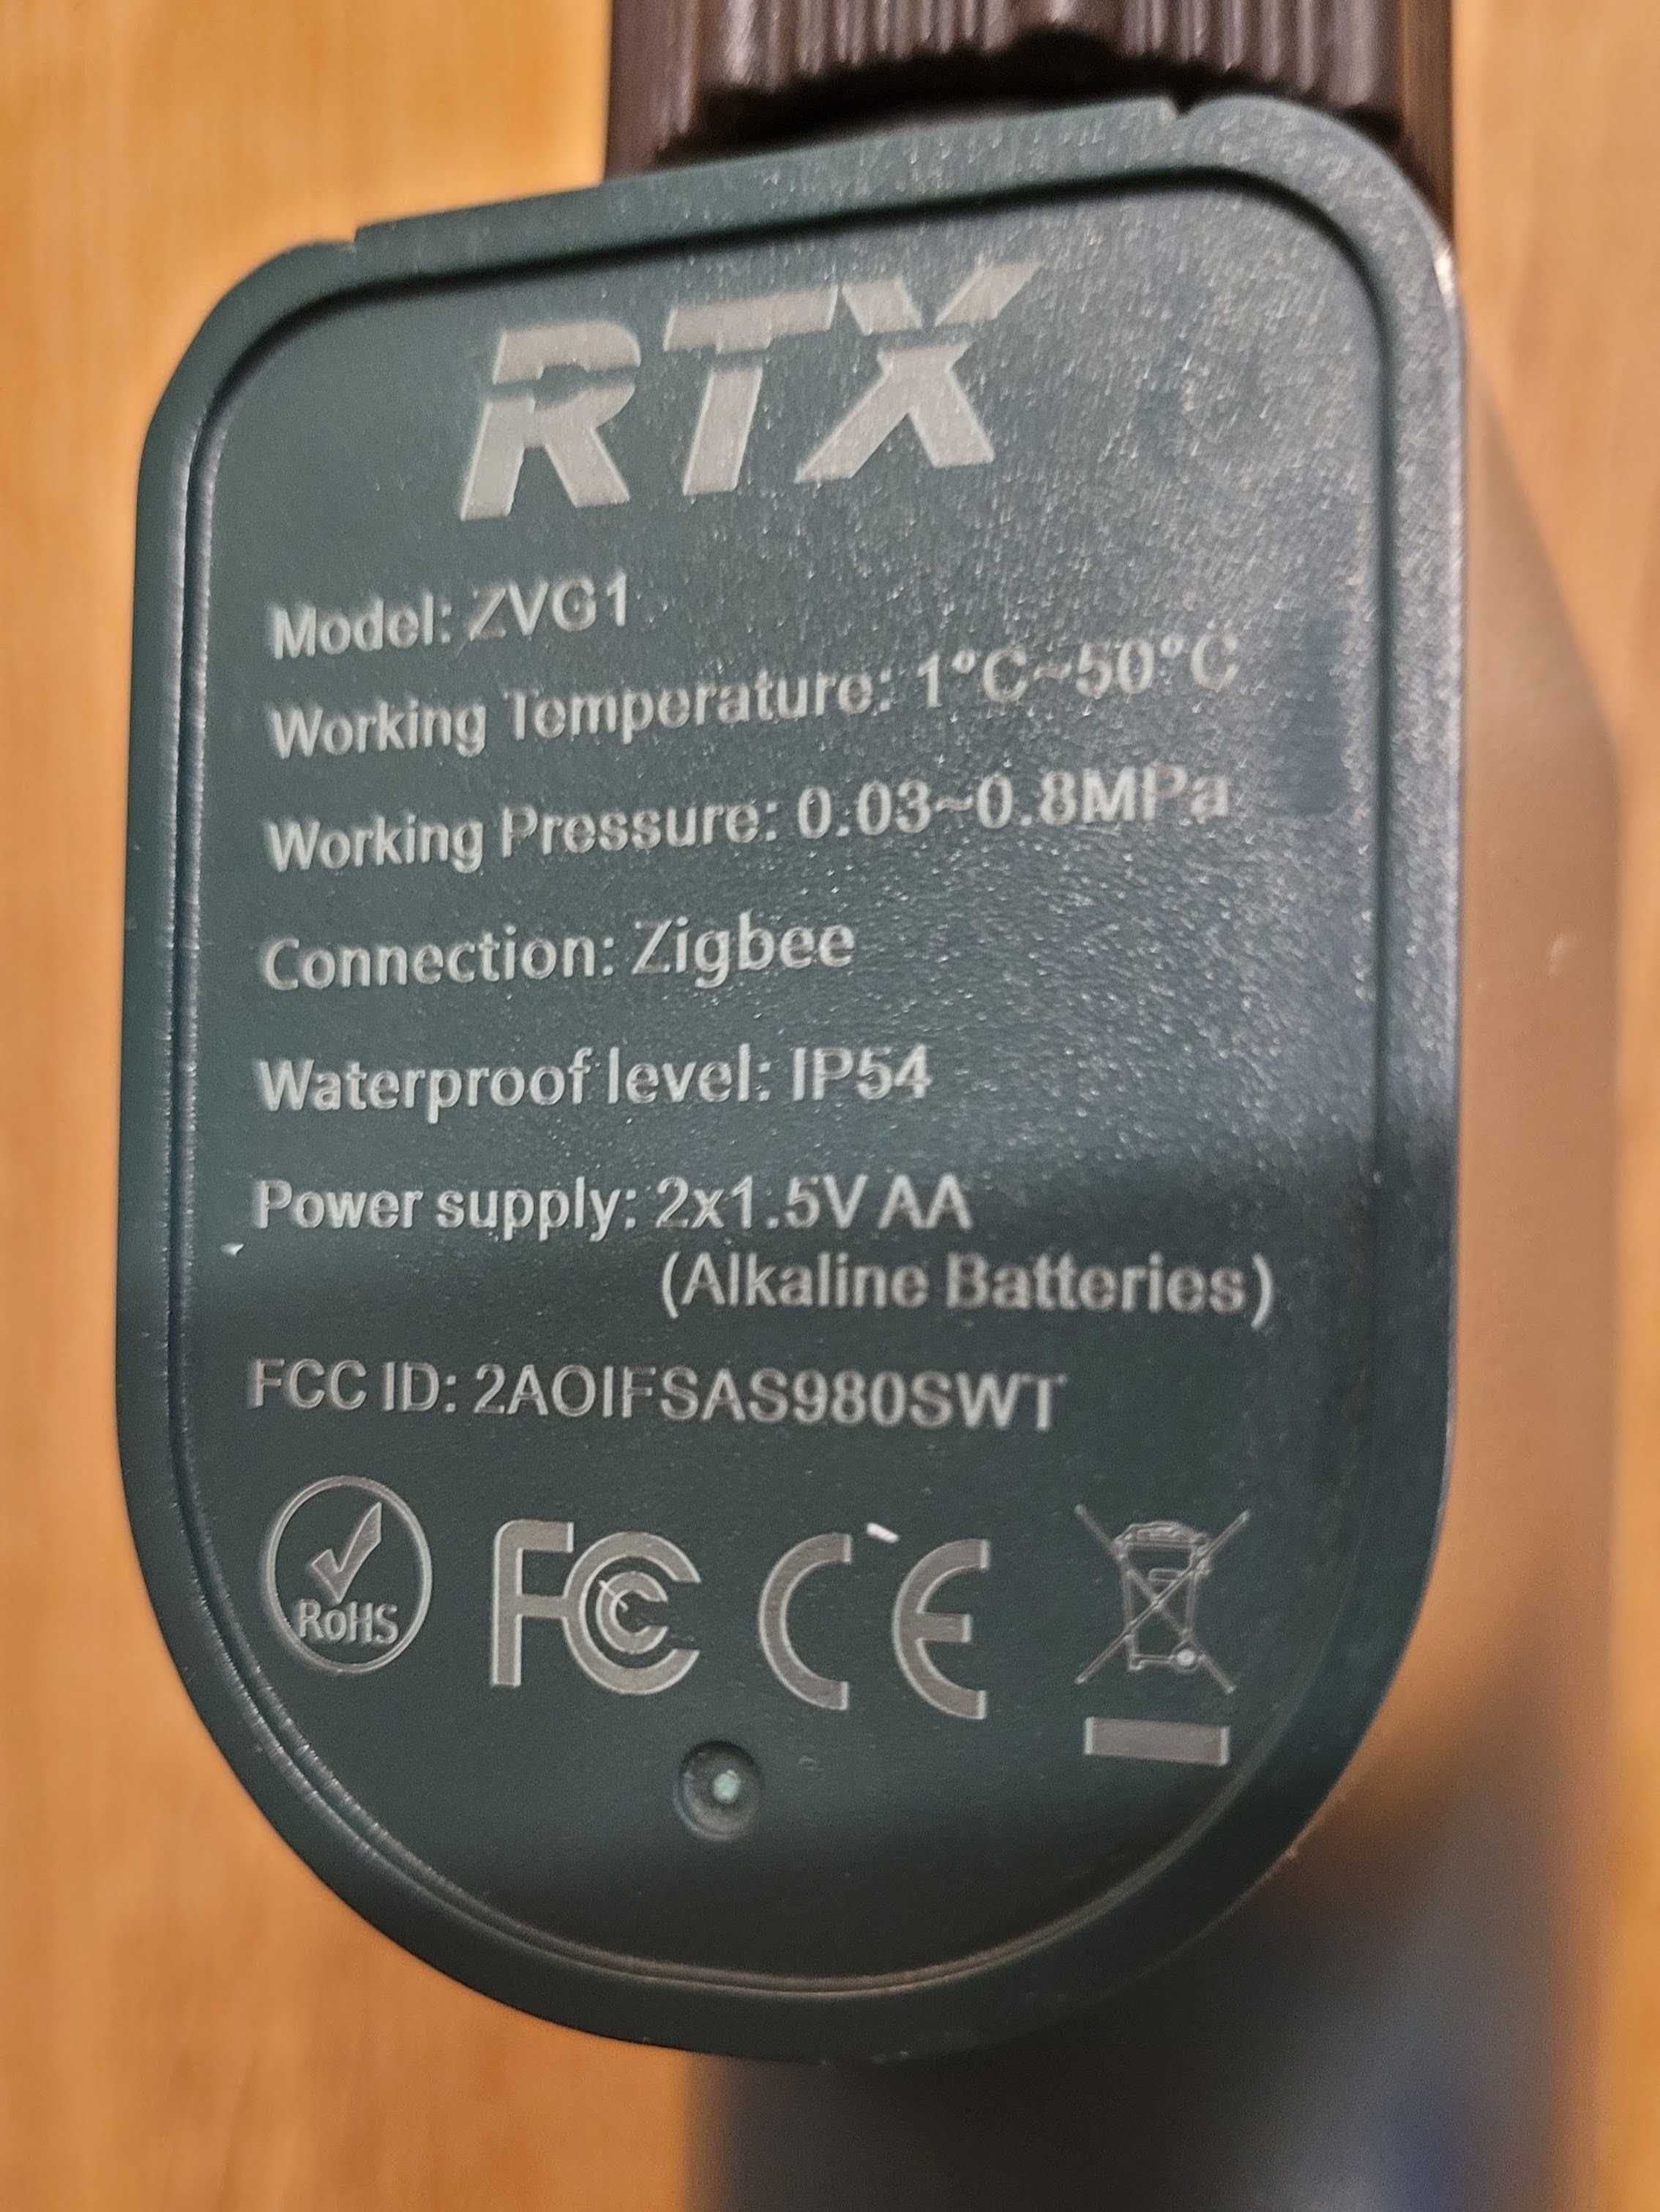 RTX
Model: ZVG1
Working Temperature: 1°C~50°C
Working Pressure: 0.03~0.8MPa
Connection: Zigbee
Waterproof level: IP54
Power supply: 2x1.5V AA
(Alkaline Batteries)
FCC ID: 2AOIFSAS980SWT
RoHS FC CE